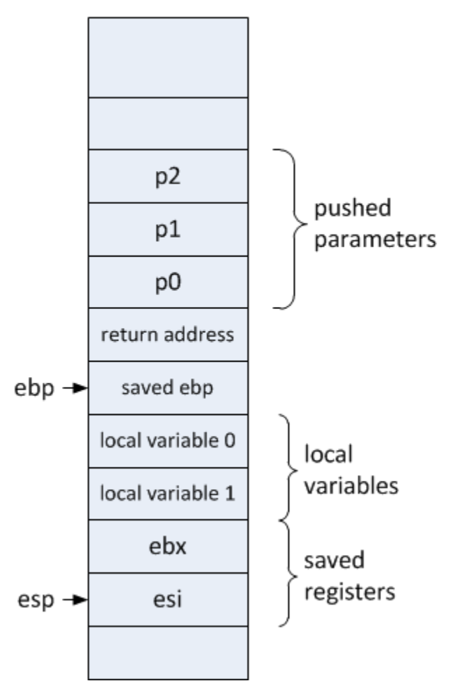 p2
p1
p0
pushed
parameters
return address
ebp
saved ebp
local variable 0
local variable 1
local
variables
ebx
saved
registers
esp
esi